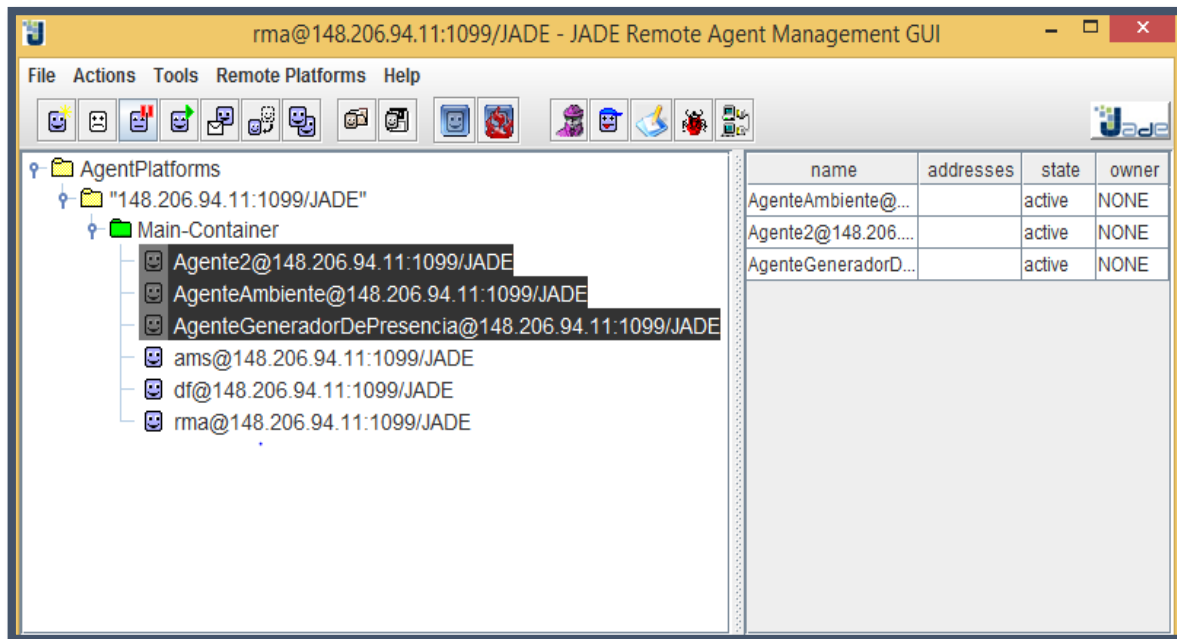 rma@148.206.94.11:1099/JADE - JADE Remote Agent Management GUI
File Actions Tools Remote Platforms Help
Jade
AgentPlatforms
"148.206.94.11:1099/JADE"
Main-Container
Agente2@148.206.94.11:1099/JADE
AgenteAmbiente@148.206.94.11:1099/JADE
AgenteGeneradorDePresencia@148.206.94.11:1099/JADE
ams@148.206.94.11:1099/JADE
df@148.206.94.11:1099/JADE
rma@148.206.94.11:1099/JADE
name addresses state owner
AgenteAmbiente@... active NONE
Agente2@148.206.... active NONE
AgenteGeneradorD... active NONE